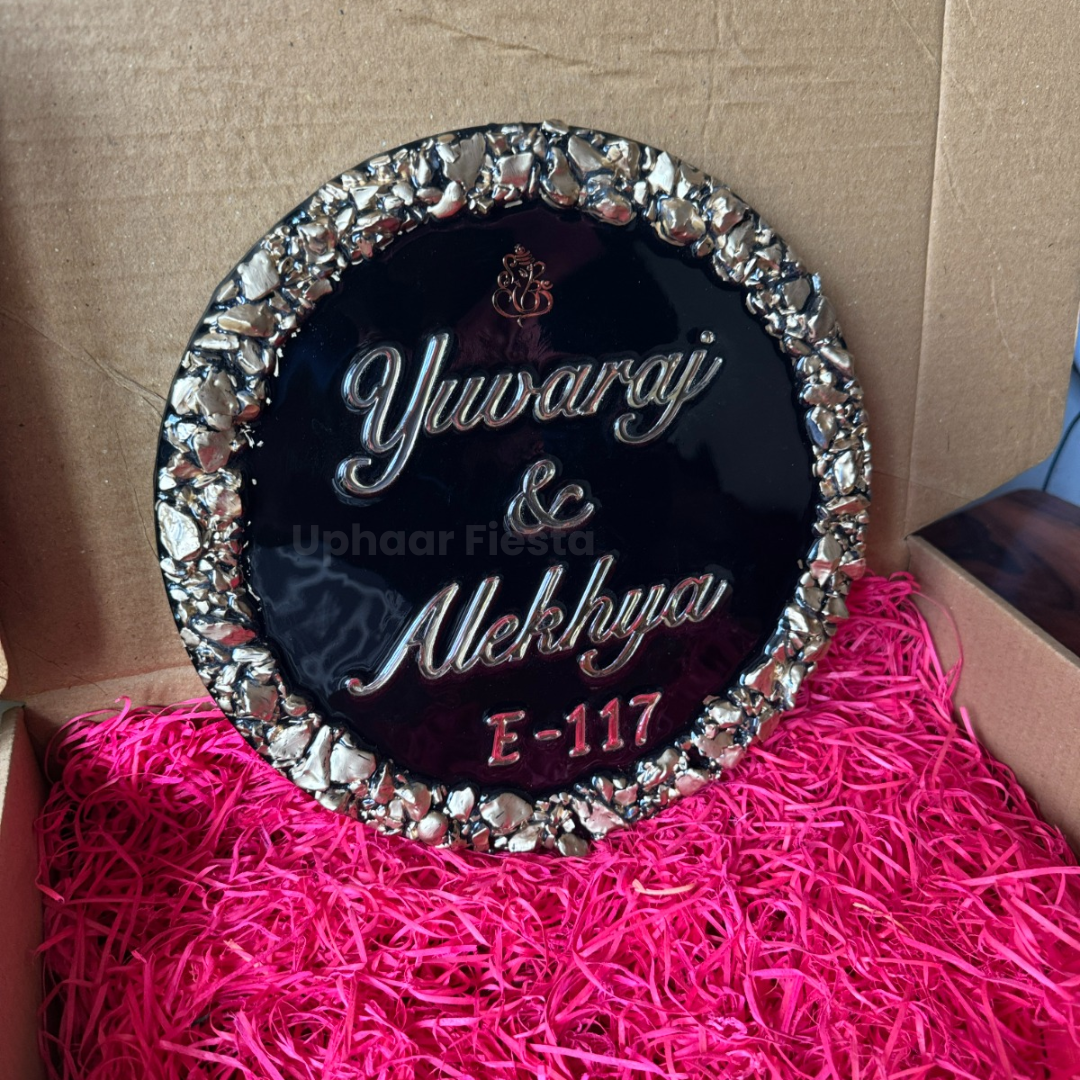 Yuvaraj
&
Uphaar Fiesta
Alekhya
E-117